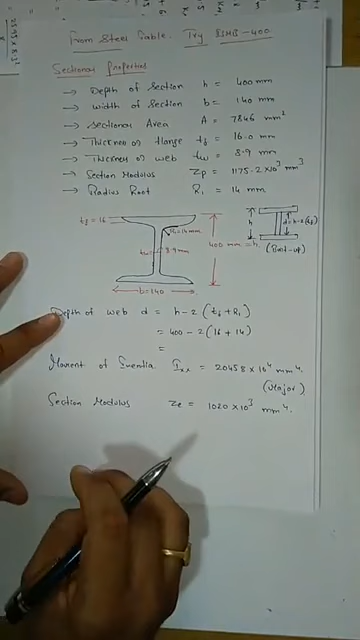 From Steel Table. Try ISMB-400
Sectional Properties
→ Depth of section h = 400 mm
→ Width of section b = 140 mm
→ Sectional Area A = 7846 mm²
→ Thickness of flange tf = 16.0 mm
→ Thickness of web tw = 8.9 mm
→ Section Modulus Zp = 1175.2 x 10³ mm³
→ Radius Root R1 = 14 mm
tf = 16
R1 = 14mm
tw = 8.9mm
400 mm = h
b = 140
h
d = h-2(tf)
(Built-up)
Depth of web d = h - 2 (tf + R1)
= 400 - 2 (16 + 14)
=
Moment of Inertia Ixx = 20458 x 10⁴ mm⁴
(Major)
Section Modulus Ze = 1020 x 10³ mm⁴.